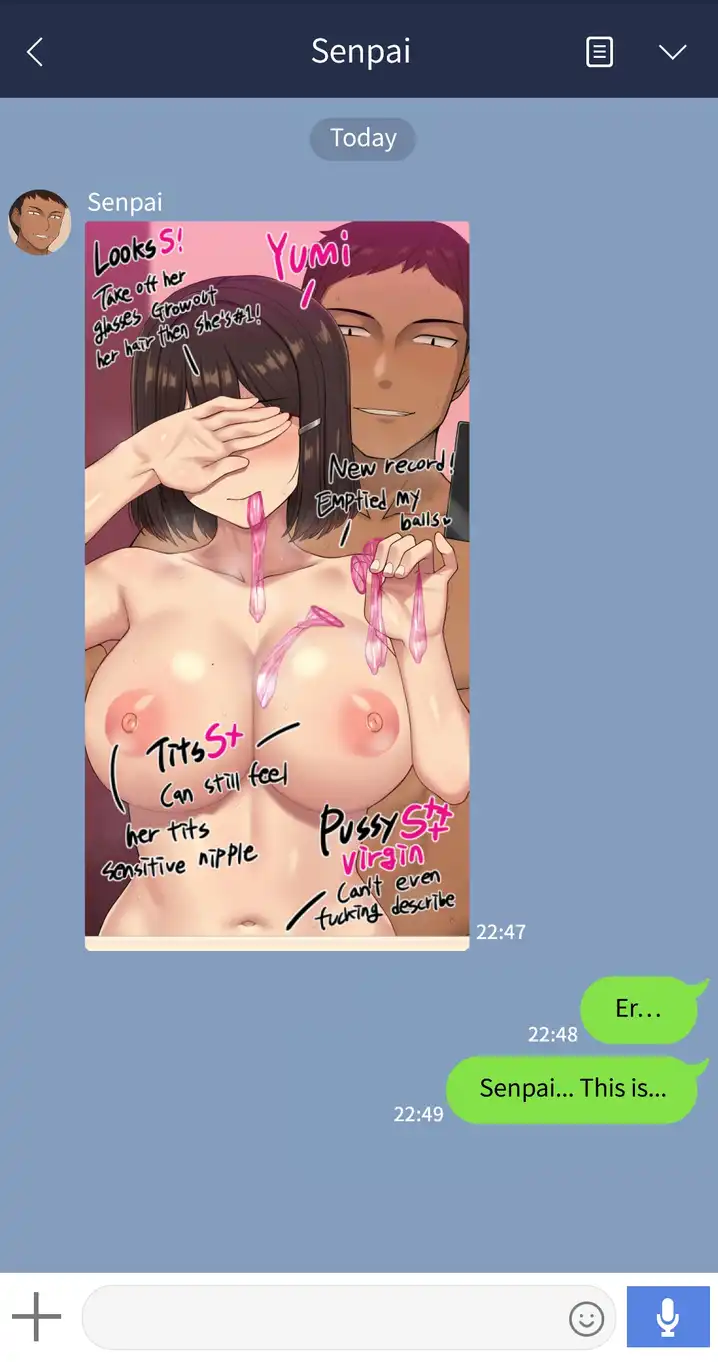 Senpai
Today
Senpai
Looks S!
Take off her
glasses Growout
her hair then she's #1!
Yumi
New record!
Emptied my
balls
Tits S+
Can still feel
her tits
sensitive nipple
Pussy S++
virgin
Can't even
fucking describe
22:47
Er...
22:48
Senpai... This is...
22:49